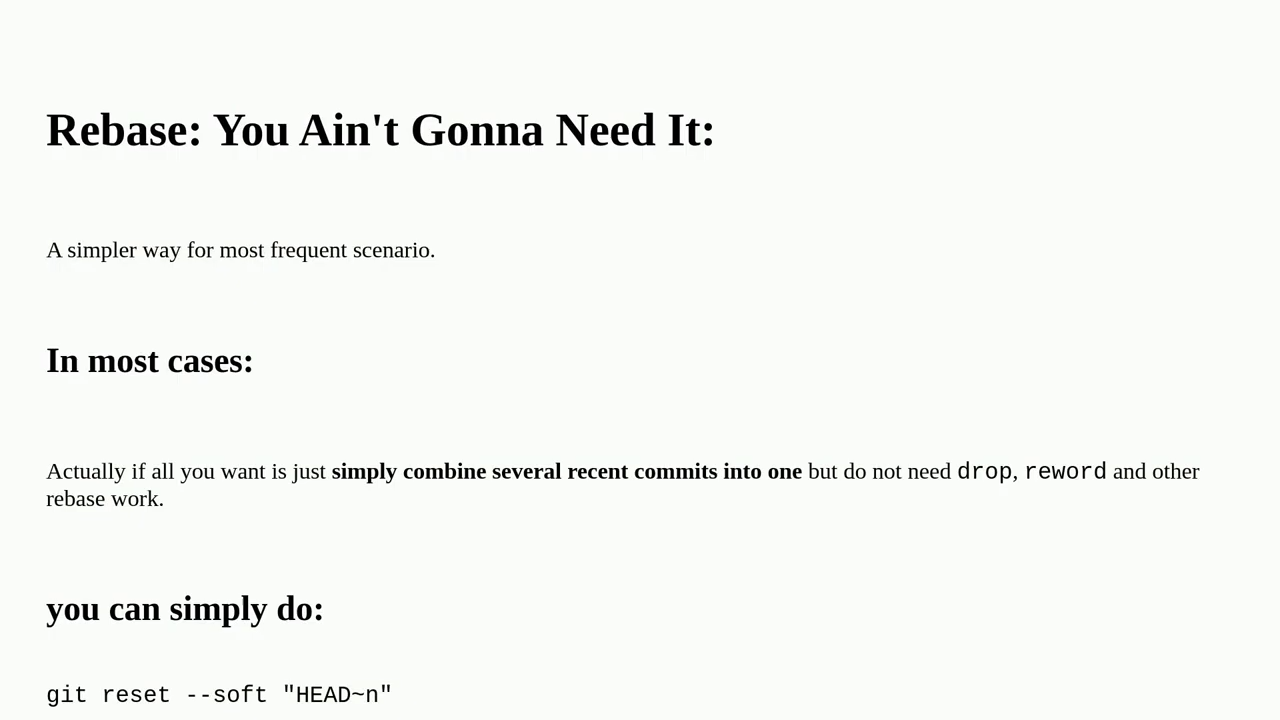 Rebase: You Ain't Gonna Need It:
A simpler way for most frequent scenario.
In most cases:
Actually if all you want is just simply combine several recent commits into one but do not need drop, reword and other
rebase work.
you can simply do:
git reset --soft "HEAD~n"